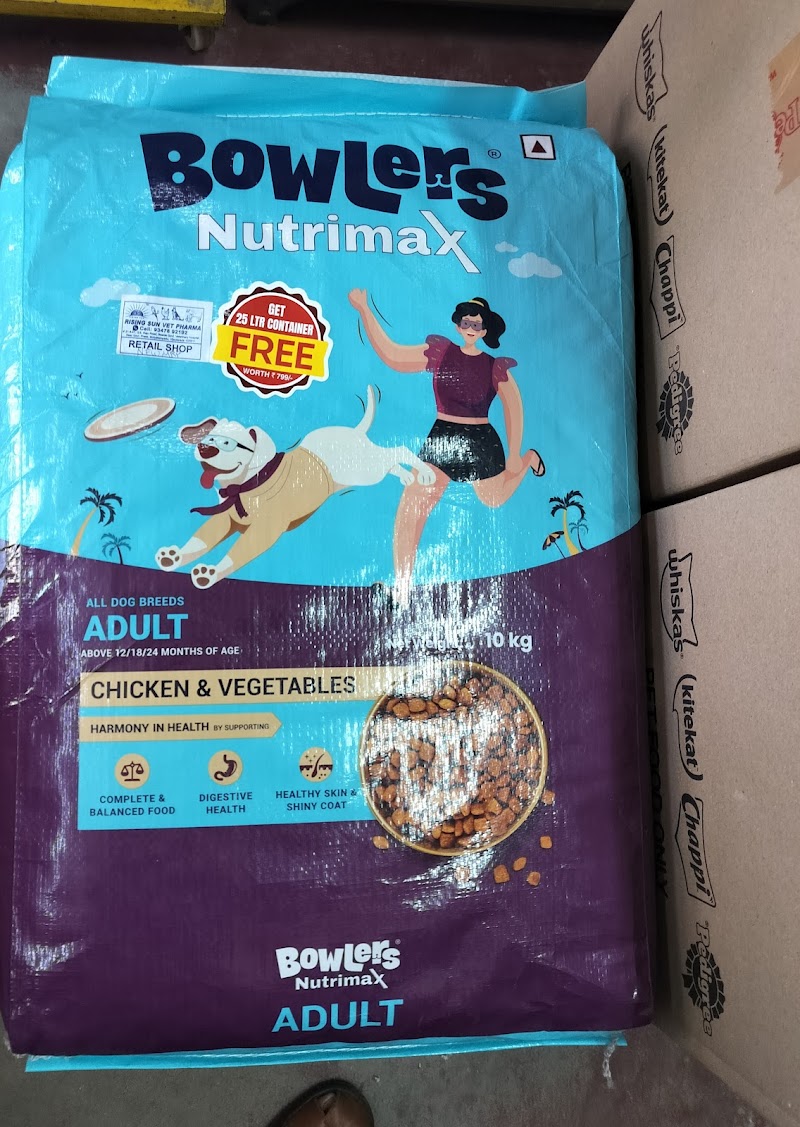 BOWLers®
Nutrimax
GET
25 LTR CONTAINER
FREE
WORTH ₹ 799/-
RISING SUN VET PHARMA
RETAIL SHOP
ALL DOG BREEDS
ADULT
ABOVE 12/18/24 MONTHS OF AGE
10 kg
CHICKEN & VEGETABLES
HARMONY IN HEALTH BY SUPPORTING
COMPLETE &
BALANCED FOOD
DIGESTIVE
HEALTH
HEALTHY SKIN &
SHINY COAT
BOWLers®
Nutrimax
ADULT
whiskas
kitekat
Chappi
Pedigree
whiskas
kitekat
Chappi
Pedigree